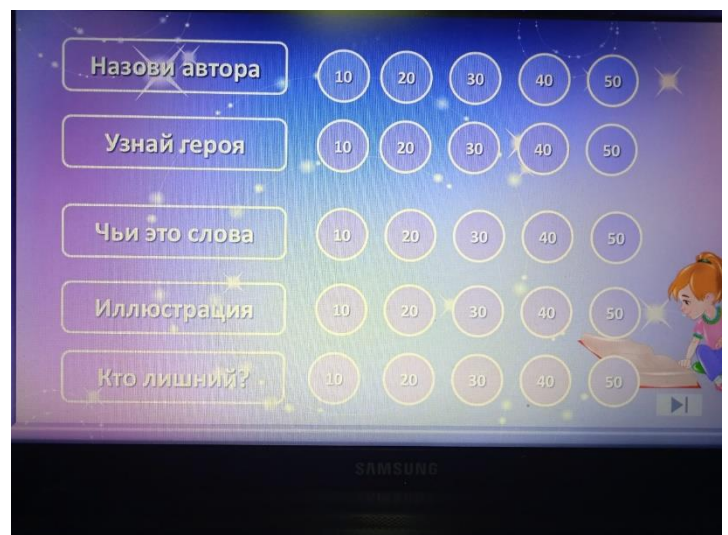 Назови автора 10 20 30 40 50
Узнай героя 10 20 30 40 50
Чьи это слова 10 20 30 40 50
Иллюстрация 10 20 30 40 50
Кто лишний? 10 20 30 40 50
SAMSUNG